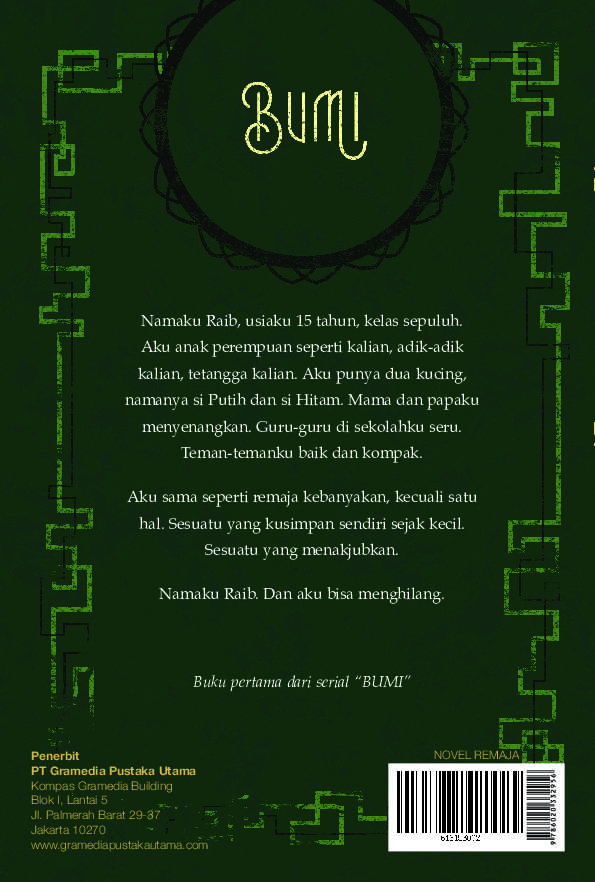 BUMI
Namaku Raib, usiaku 15 tahun, kelas sepuluh.
Aku anak perempuan seperti kalian, adik-adik
kalian, tetangga kalian. Aku punya dua kucing,
namanya si Putih dan si Hitam. Mama dan papaku
menyenangkan. Guru-guru di sekolahku seru.
Teman-temanku baik dan kompak.
Aku sama seperti remaja kebanyakan, kecuali satu
hal. Sesuatu yang kusimpan sendiri sejak kecil.
Sesuatu yang menakjubkan.
Namaku Raib. Dan aku bisa menghilang.
Buku pertama dari serial “BUMI”
Penerbit
PT Gramedia Pustaka Utama
Kompas Gramedia Building
Blok I, Lantai 5
Jl. Palmerah Barat 29-37
Jakarta 10270
www.gramediapustakautama.com
NOVEL REMAJA